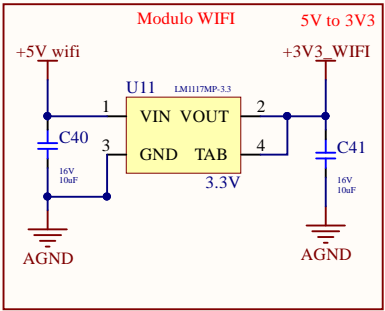 Modulo WIFI
5V to 3V3
+5V wifi
+3V3_WIFI
U11
LM1117MP-3.3
1
VIN
VOUT
2
C40
3
GND
TAB
4
C41
16V
10uF
3.3V
16V
10uF
AGND
AGND